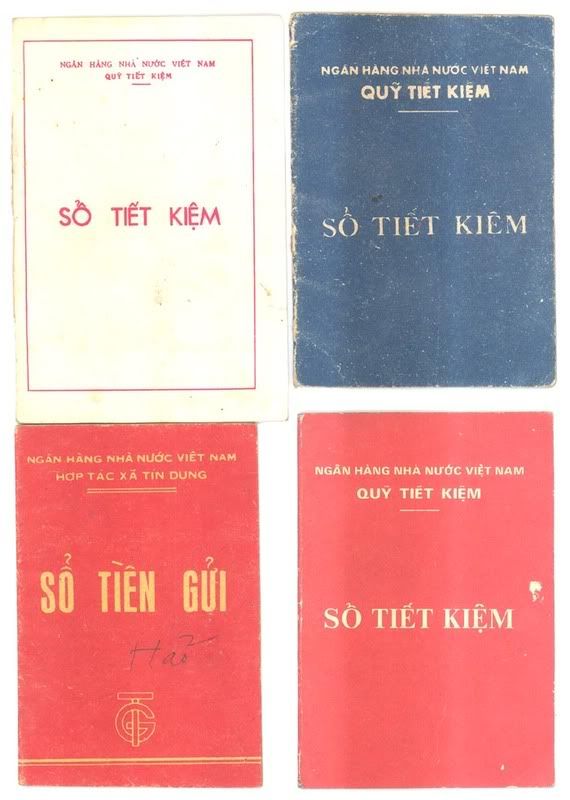 NGÂN HÀNG NHÀ NƯỚC VIỆT NAM
QUỸ TIẾT KIỆM
SỔ TIẾT KIỆM
NGÂN HÀNG NHÀ NƯỚC VIỆT NAM
QUỸ TIẾT KIỆM
SỔ TIẾT KIỆM
NGÂN HÀNG NHÀ NƯỚC VIỆT NAM
HỢP TÁC XÃ TÍN DỤNG
SỔ TIỀN GỬI
Hảo
NGÂN HÀNG NHÀ NƯỚC VIỆT NAM
QUỸ TIẾT KIỆM
SỔ TIẾT KIỆM